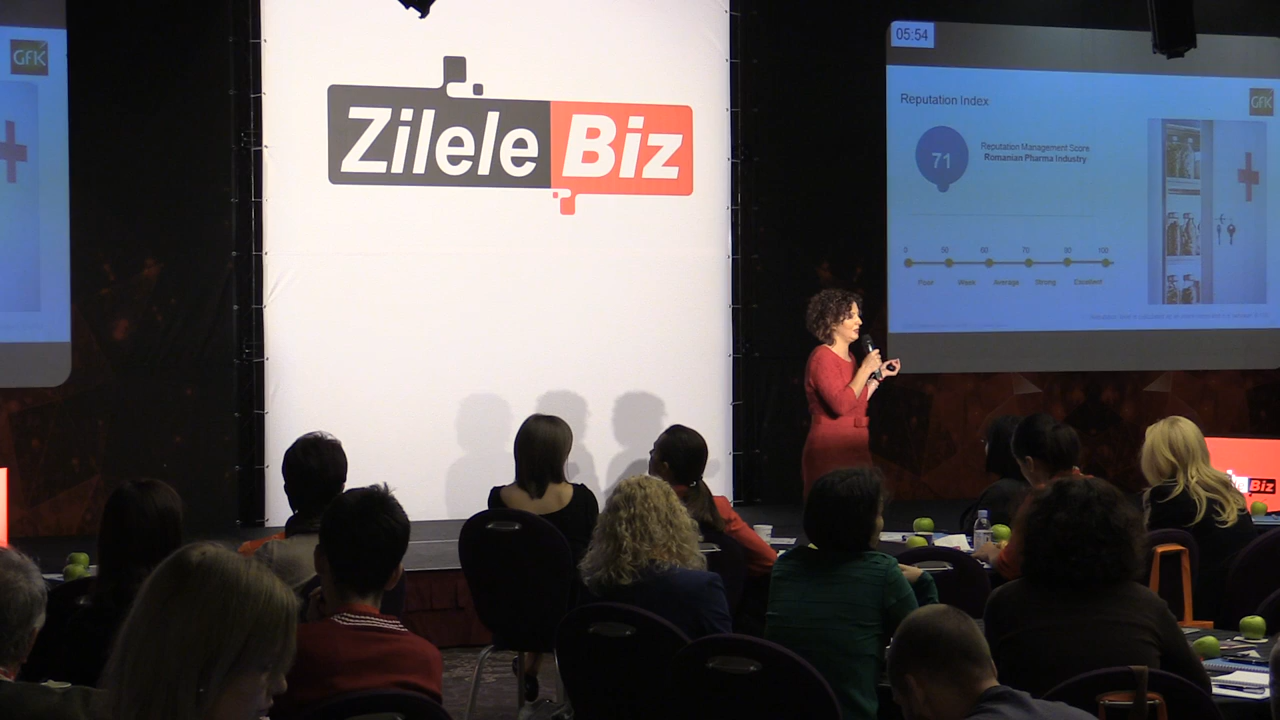 GFK
Zilele Biz
05:54
Reputation Index
GFK
71
Reputation Management Score
Romanian Pharma Industry
0 50 60 70 80 100
Poor Weak Average Strong Excellent
Zilele Biz